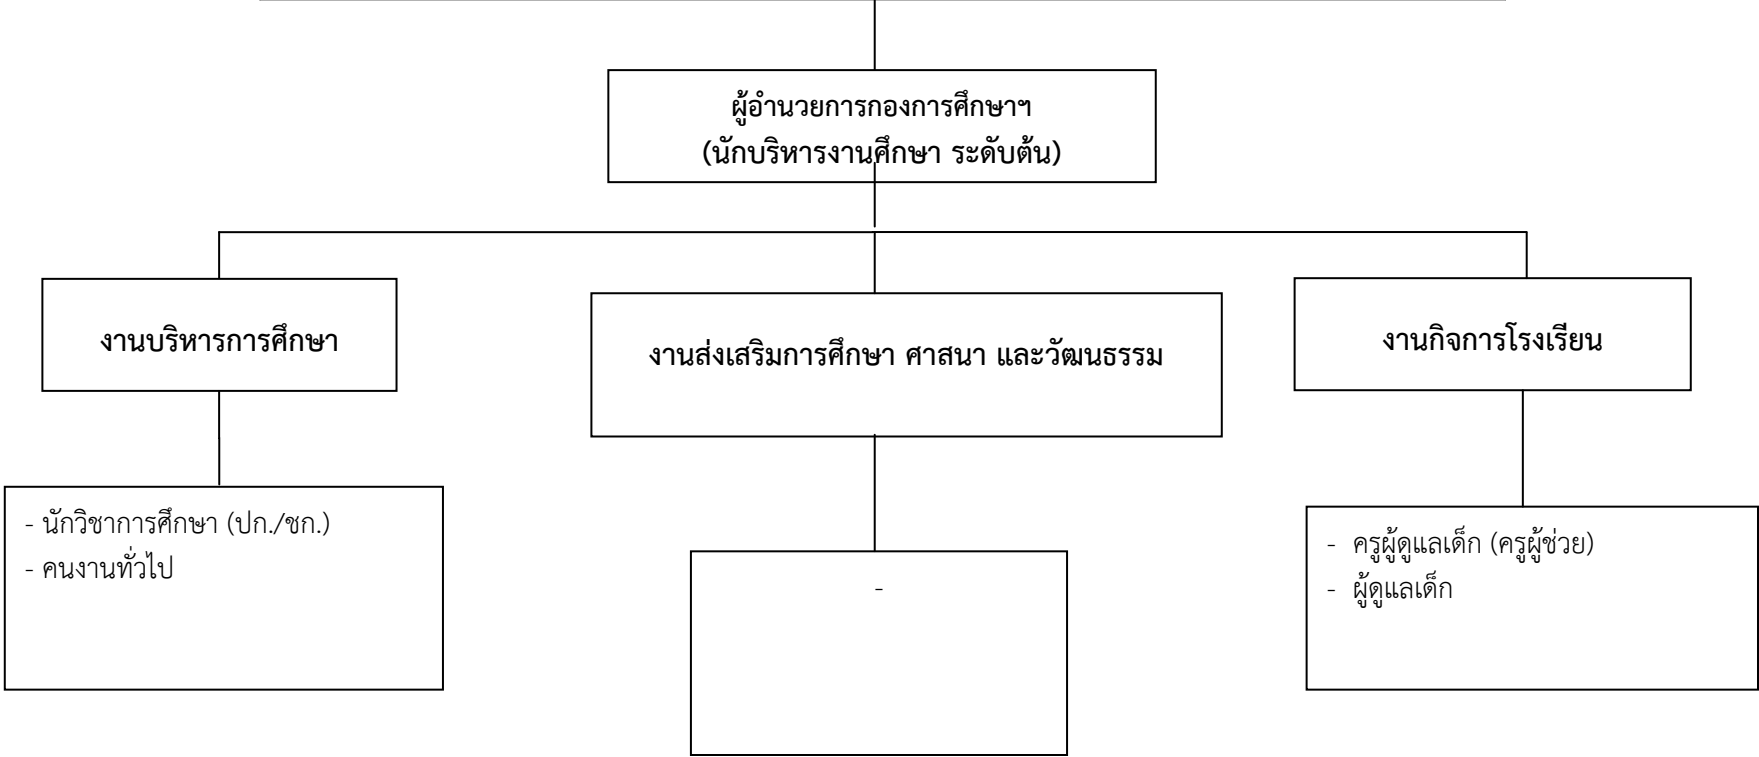 ผู้อำนวยการกองการศึกษาฯ
(นักบริหารงานศึกษา ระดับต้น)
งานบริหารการศึกษา
งานส่งเสริมการศึกษา ศาสนา และวัฒนธรรม
งานกิจการโรงเรียน
- นักวิชาการศึกษา (ปก./ชก.)
- คนงานทั่วไป
-
- ครูผู้ดูแลเด็ก (ครูผู้ช่วย)
- ผู้ดูแลเด็ก